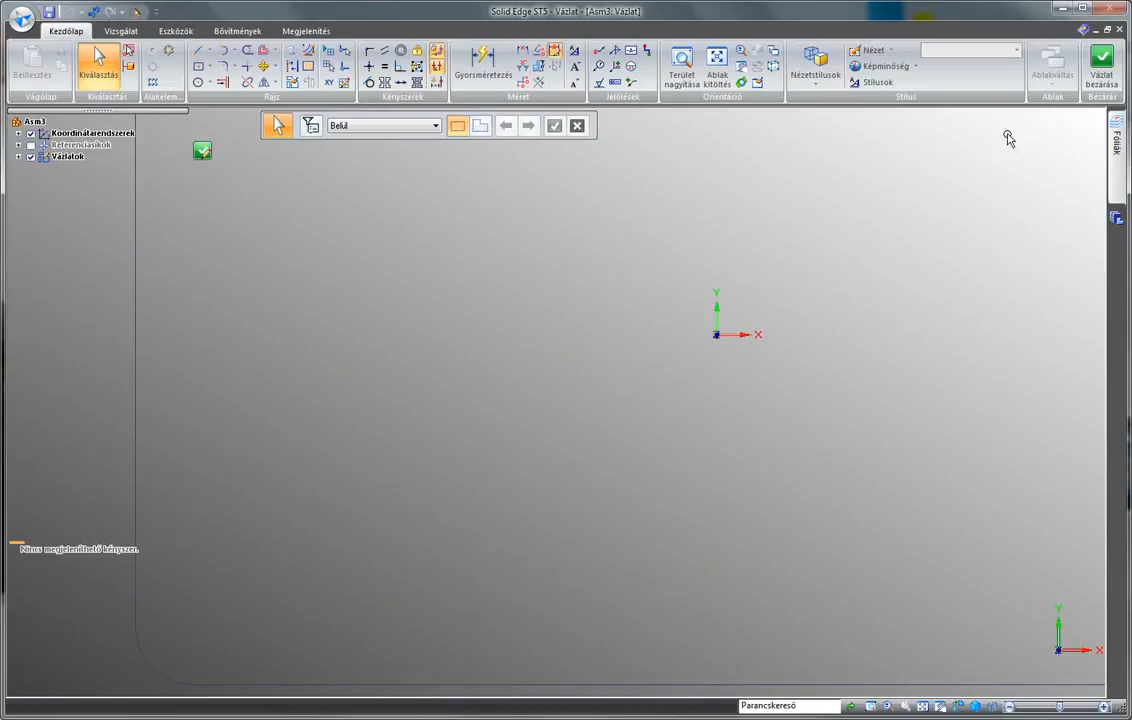 Solid Edge ST5 - Vázlat - [Asm3: Vázlat]
Kezdőlap Vizsgálat Eszközök Bővítmények Megjelenítés
Beillesztés
Kiválasztás
Gyorsméretezés
Terület nagyítása
Ablak kitöltés
Nézetstílusok
Nézet
Képminőség
Stílusok
Ablakváltás
Vázlat bezárása
Vágólap Kiválasztás Alakelem... Rajz Kényszerek Méret Jelölések Orientáció Stílus Ablak Bezárás
Asm3
Koordinátarendszerek
Referenciasíkok
Vázlatok
Belül
Fóliák
Y
X
Nincs megjeleníthető kényszer.
Y
X
Parancskereső